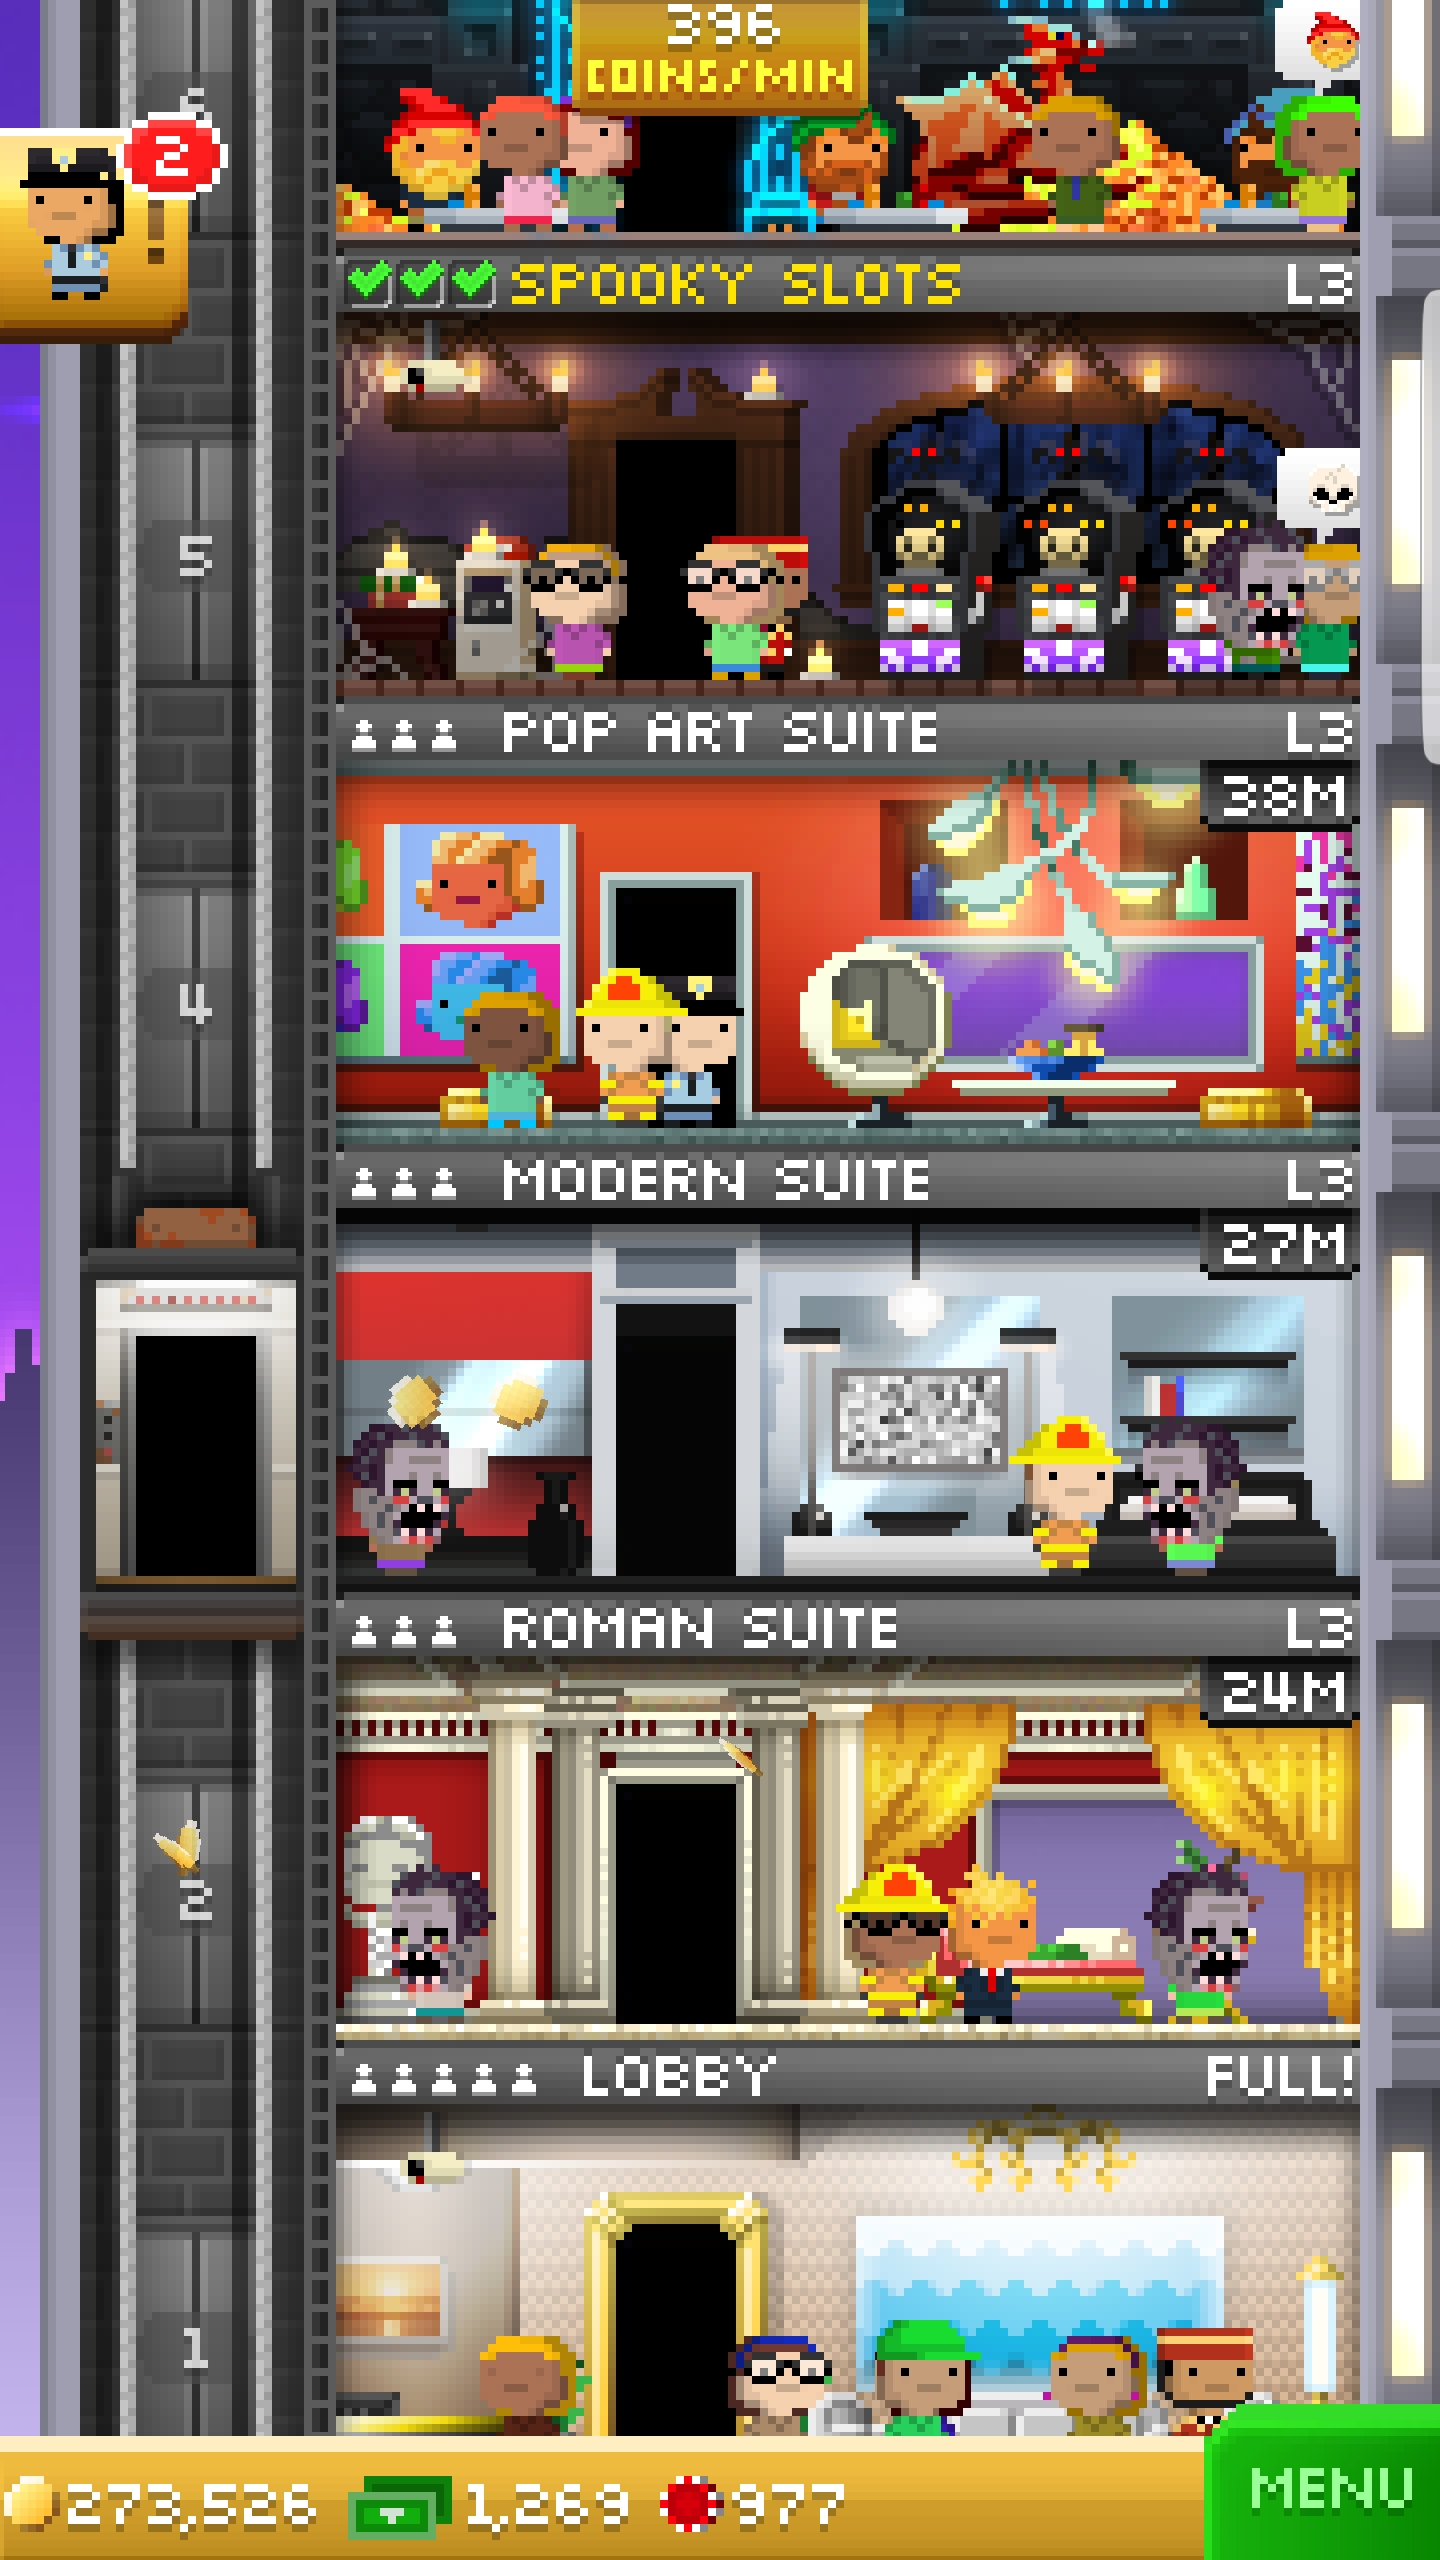 396
COINS/MIN
2
!
SPOOKY SLOTS L3
5
POP ART SUITE L3
38M
4
MODERN SUITE L3
27M
ROMAN SUITE L3
24M
2
LOBBY FULL!
1
273,526 1,269 977
MENU